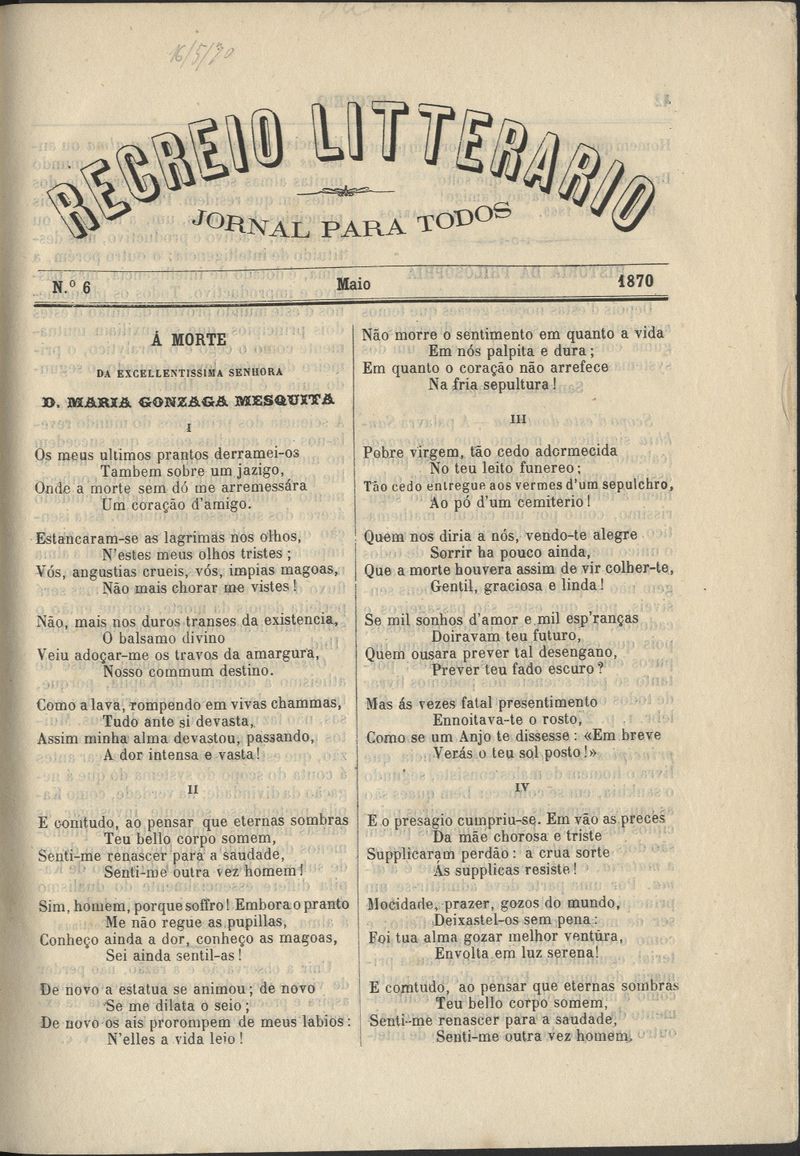 16/5/70
RECREIO LITTERARIO
JORNAL PARA TODOS
N.º 6 Maio 1870
Á MORTE
DA EXCELLENTISSIMA SENHORA
D. MARIA GONZAGA MESQUITA
I
Os meus ultimos prantos derramei-os
Tambem sobre um jazigo,
Onde a morte sem dó me arremessára
Um coração d'amigo.
Estancaram-se as lagrimas nos olhos,
N'estes meus olhos tristes ;
Vós, angustias crueis, vós, impias magoas,
Não mais chorar me vistes !
Não, mais nos duros transes da existencia,
O balsamo divino
Veiu adoçar-me os travos da amargura,
Nosso commum destino.
Como a lava, rompendo em vivas chammas,
Tudo ante si devasta,
Assim minha alma devastou, passando,
A dor intensa e vasta!
II
E comtudo, ao pensar que eternas sombras
Teu bello corpo somem,
Senti-me renascer para a saudade,
Senti-me outra vez homem!
Sim, homem, porque soffro! Embora o pranto
Me não regue as pupillas,
Conheço ainda a dor, conheço as magoas,
Sei ainda sentil-as !
De novo a estatua se animou; de novo
Se me dilata o seio ;
De novo os ais prorompem de meus labios :
N'elles a vida leio !
Não morre o sentimento em quanto a vida
Em nós palpita e dura ;
Em quanto o coração não arrefece
Na fria sepultura !
III
Pobre virgem, tão cedo adormecida
No teu leito funereo ;
Tão cedo entregue aos vermes d'um sepulchro,
Ao pó d'um cemiterio !
Quem nos diria a nós, vendo-te alegre
Sorrir ha pouco ainda,
Que a morte houvera assim de vir colher-te,
Gentil, graciosa e linda !
Se mil sonhos d'amor e mil esp'ranças
Doiravam teu futuro,
Quem ousara prever tal desengano,
Prever teu fado escuro ?
Mas ás vezes fatal presentimento
Ennoitava-te o rosto,
Como se um Anjo te dissesse : «Em breve
Verás o teu sol posto !»
IV
E o presagio cumpriu-se. Em vão as preces
Da mãe chorosa e triste
Supplicaram perdão : a crua sorte
Ás supplicas resiste !
Mocidade, prazer, gozos do mundo,
Deixastel-os sem pena :
Foi tua alma gozar melhor ventura,
Envolta em luz serena!
E comtudo, ao pensar que eternas sombras
Teu bello corpo somem,
Senti-me renascer para a saudade,
Senti-me outra vez homem.